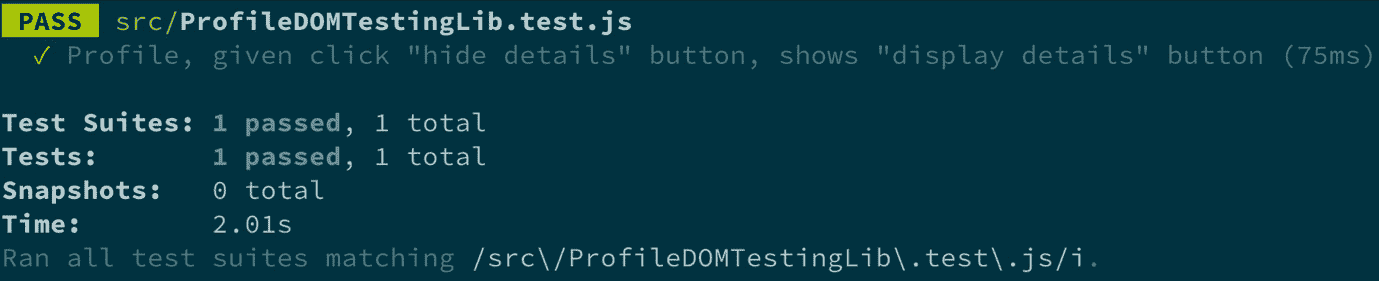 PASS src/ProfileDOMTestingLib.test.js
✓ Profile, given click "hide details" button, shows "display details" button (75ms)
Test Suites: 1 passed, 1 total
Tests: 1 passed, 1 total
Snapshots: 0 total
Time: 2.01s
Ran all test suites matching /src\/ProfileDOMTestingLib\.test\.js/i.